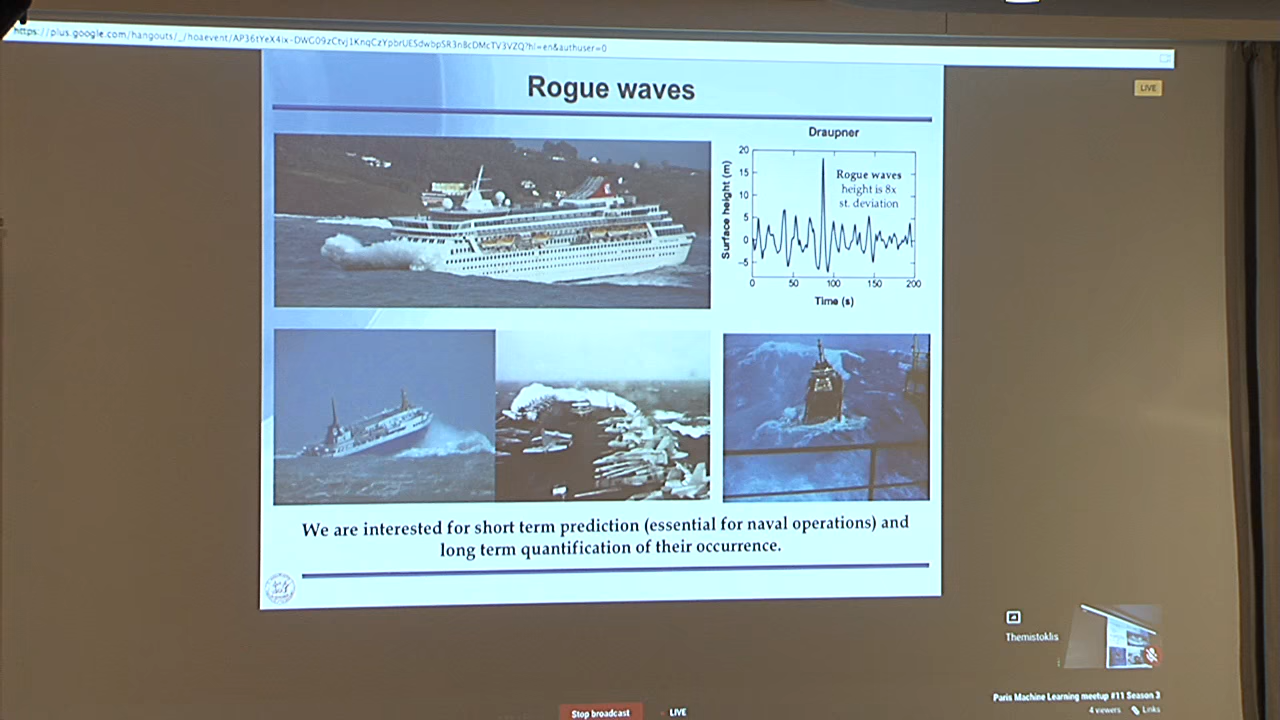 LIVE
Rogue waves
Draupner
Surface height (m)
20
15
10
5
0
-5
Rogue waves
height is 8x
st. deviation
0
50
100
150
200
Time (s)
We are interested for short term prediction (essential for naval operations) and
long term quantification of their occurrence.
Themistoklis
Paris Machine Learning meetup #11 Season 3
4 viewers
Links
Stop broadcast
LIVE